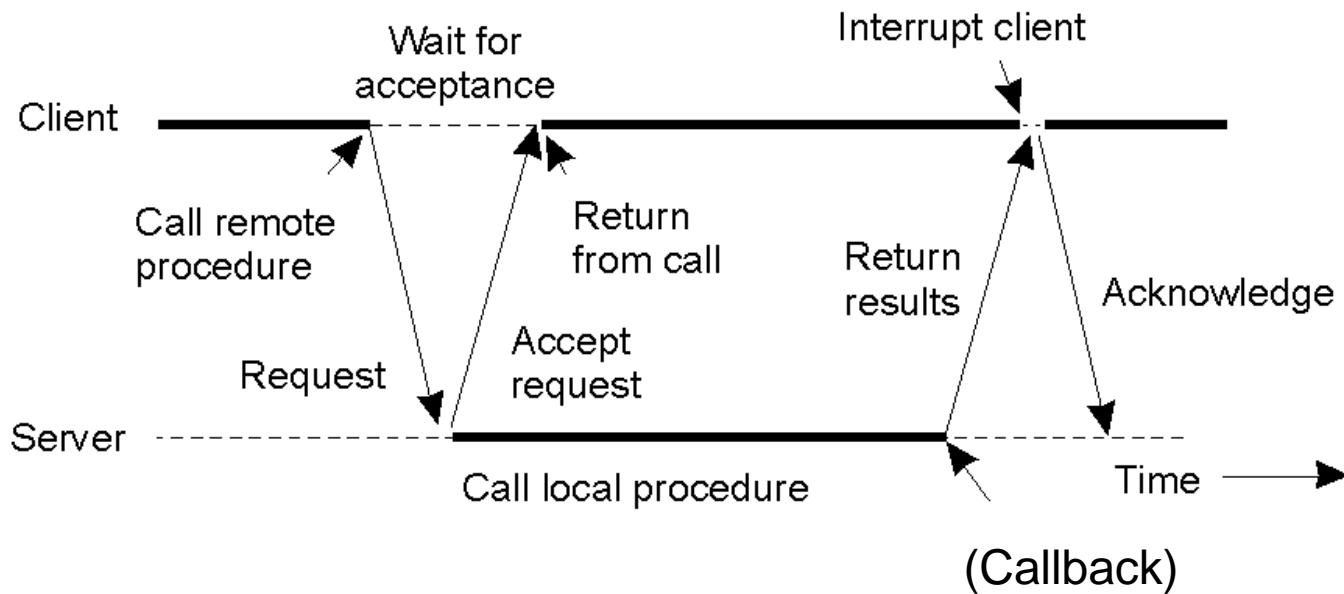 Interrupt client
Wait for
acceptance
Client
Call remote
procedure
Return
from call
Return
results
Acknowledge
Request
Accept
request
Server
Call local procedure
Time
(Callback)